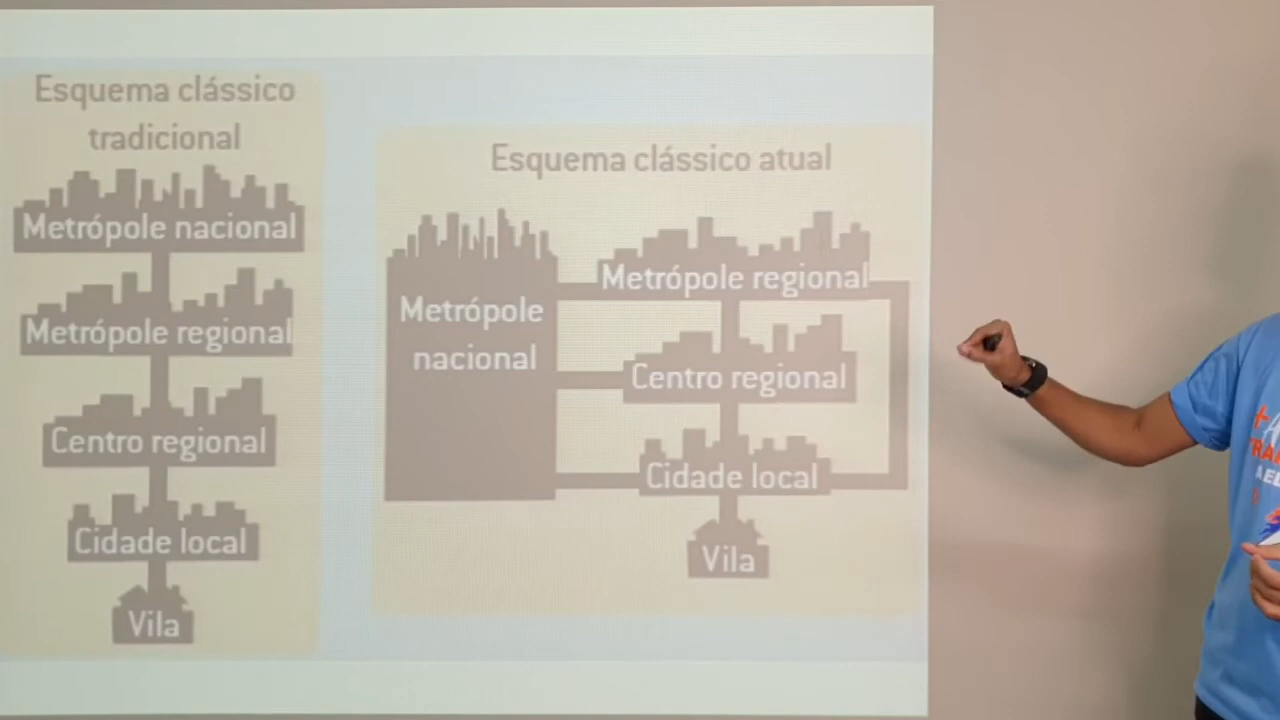 Esquema clássico
tradicional
Metrópole nacional
Metrópole regional
Centro regional
Cidade local
Vila
Esquema clássico atual
Metrópole
nacional
Metrópole regional
Centro regional
Cidade local
Vila